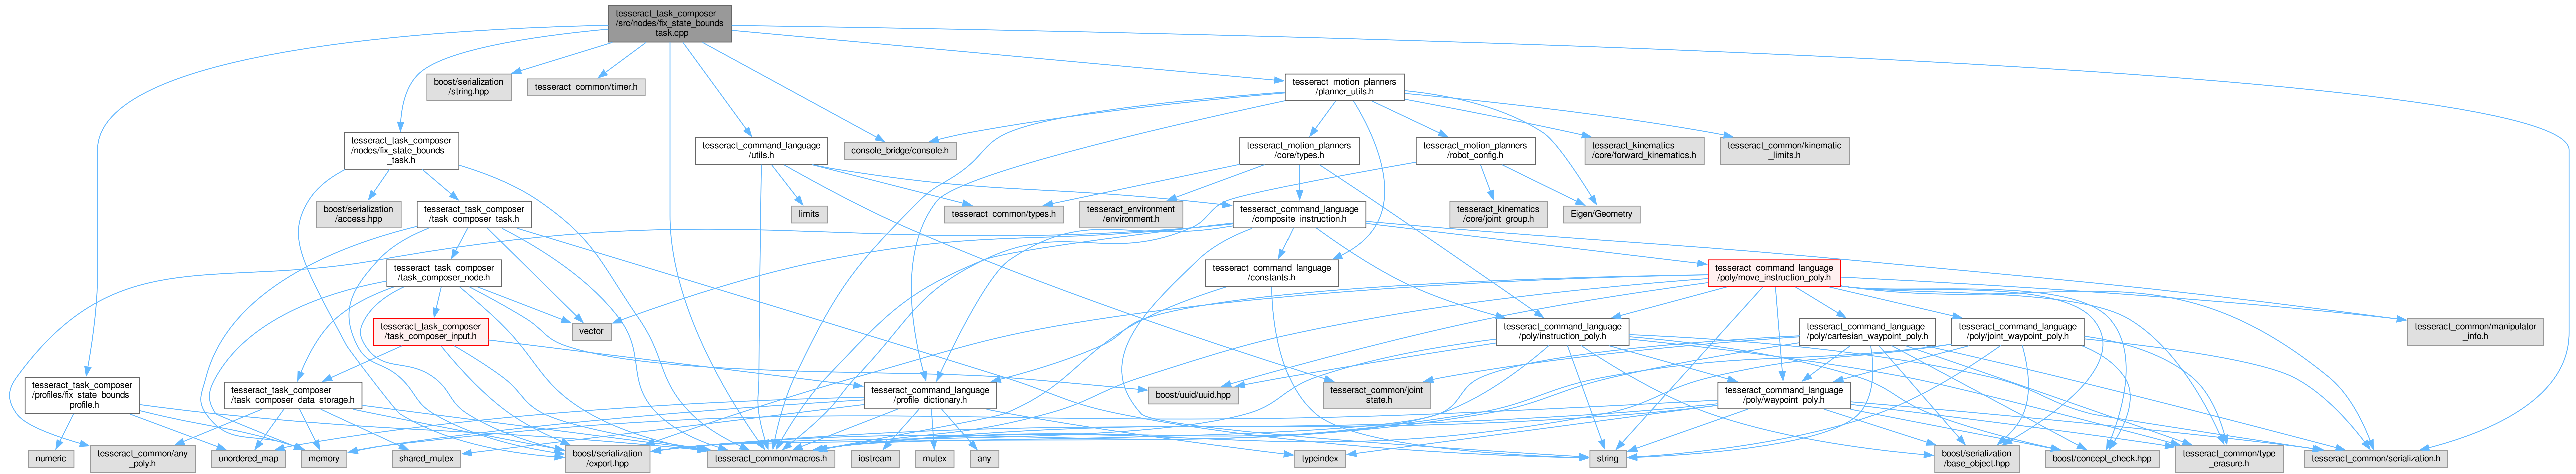 tesseract_task_composer
/src/nodes/fix_state_bounds
_task.cpp
boost/serialization
/string.hpp
tesseract_common/timer.h
tesseract_motion_planners
/planner_utils.h
tesseract_task_composer
/nodes/fix_state_bounds
_task.h
tesseract_command_language
/utils.h
console_bridge/console.h
tesseract_motion_planners
/core/types.h
tesseract_motion_planners
/robot_config.h
tesseract_kinematics
/core/forward_kinematics.h
tesseract_common/kinematic
_limits.h
boost/serialization
/access.hpp
tesseract_task_composer
/task_composer_task.h
limits
tesseract_common/types.h
tesseract_environment
/environment.h
tesseract_command_language
/composite_instruction.h
tesseract_kinematics
/core/joint_group.h
Eigen/Geometry
tesseract_task_composer
/task_composer_node.h
tesseract_command_language
/constants.h
tesseract_command_language
/poly/move_instruction_poly.h
tesseract_task_composer
/task_composer_input.h
vector
tesseract_command_language
/poly/instruction_poly.h
tesseract_command_language
/poly/cartesian_waypoint_poly.h
tesseract_command_language
/poly/joint_waypoint_poly.h
tesseract_common/manipulator
_info.h
tesseract_task_composer
/profiles/fix_state_bounds
_profile.h
tesseract_task_composer
/task_composer_data_storage.h
tesseract_command_language
/profile_dictionary.h
boost/uuid/uuid.hpp
tesseract_common/joint
_state.h
tesseract_command_language
/poly/waypoint_poly.h
numeric
tesseract_common/any
_poly.h
unordered_map
memory
shared_mutex
boost/serialization
/export.hpp
tesseract_common/macros.h
iostream
mutex
any
typeindex
string
boost/serialization
/base_object.hpp
boost/concept_check.hpp
tesseract_common/type
_erasure.h
tesseract_common/serialization.h